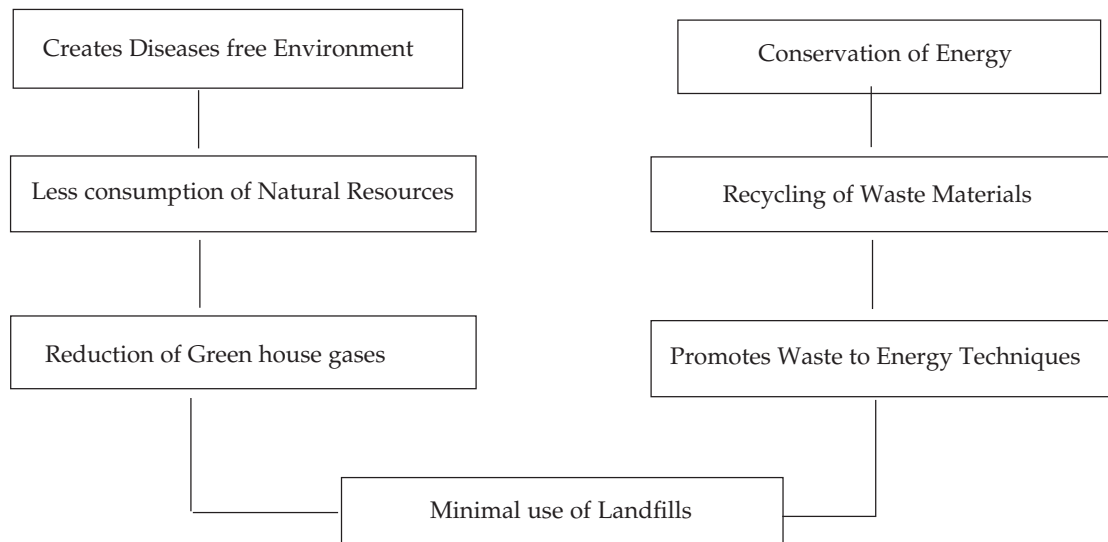 Creates Diseases free Environment
Conservation of Energy
Less consumption of Natural Resources
Recycling of Waste Materials
Reduction of Green house gases
Promotes Waste to Energy Techniques
Minimal use of Landfills